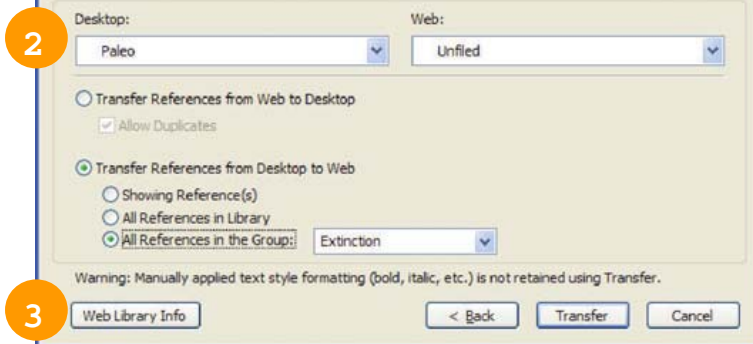 Desktop: Web:
2 Paleo Unfiled
Transfer References from Web to Desktop
Allow Duplicates
Transfer References from Desktop to Web
Showing Reference(s)
All References in Library
All References in the Group: Extinction
Warning: Manually applied text style formatting (bold, italic, etc.) is not retained using Transfer.
3 Web Library Info < Back Transfer Cancel